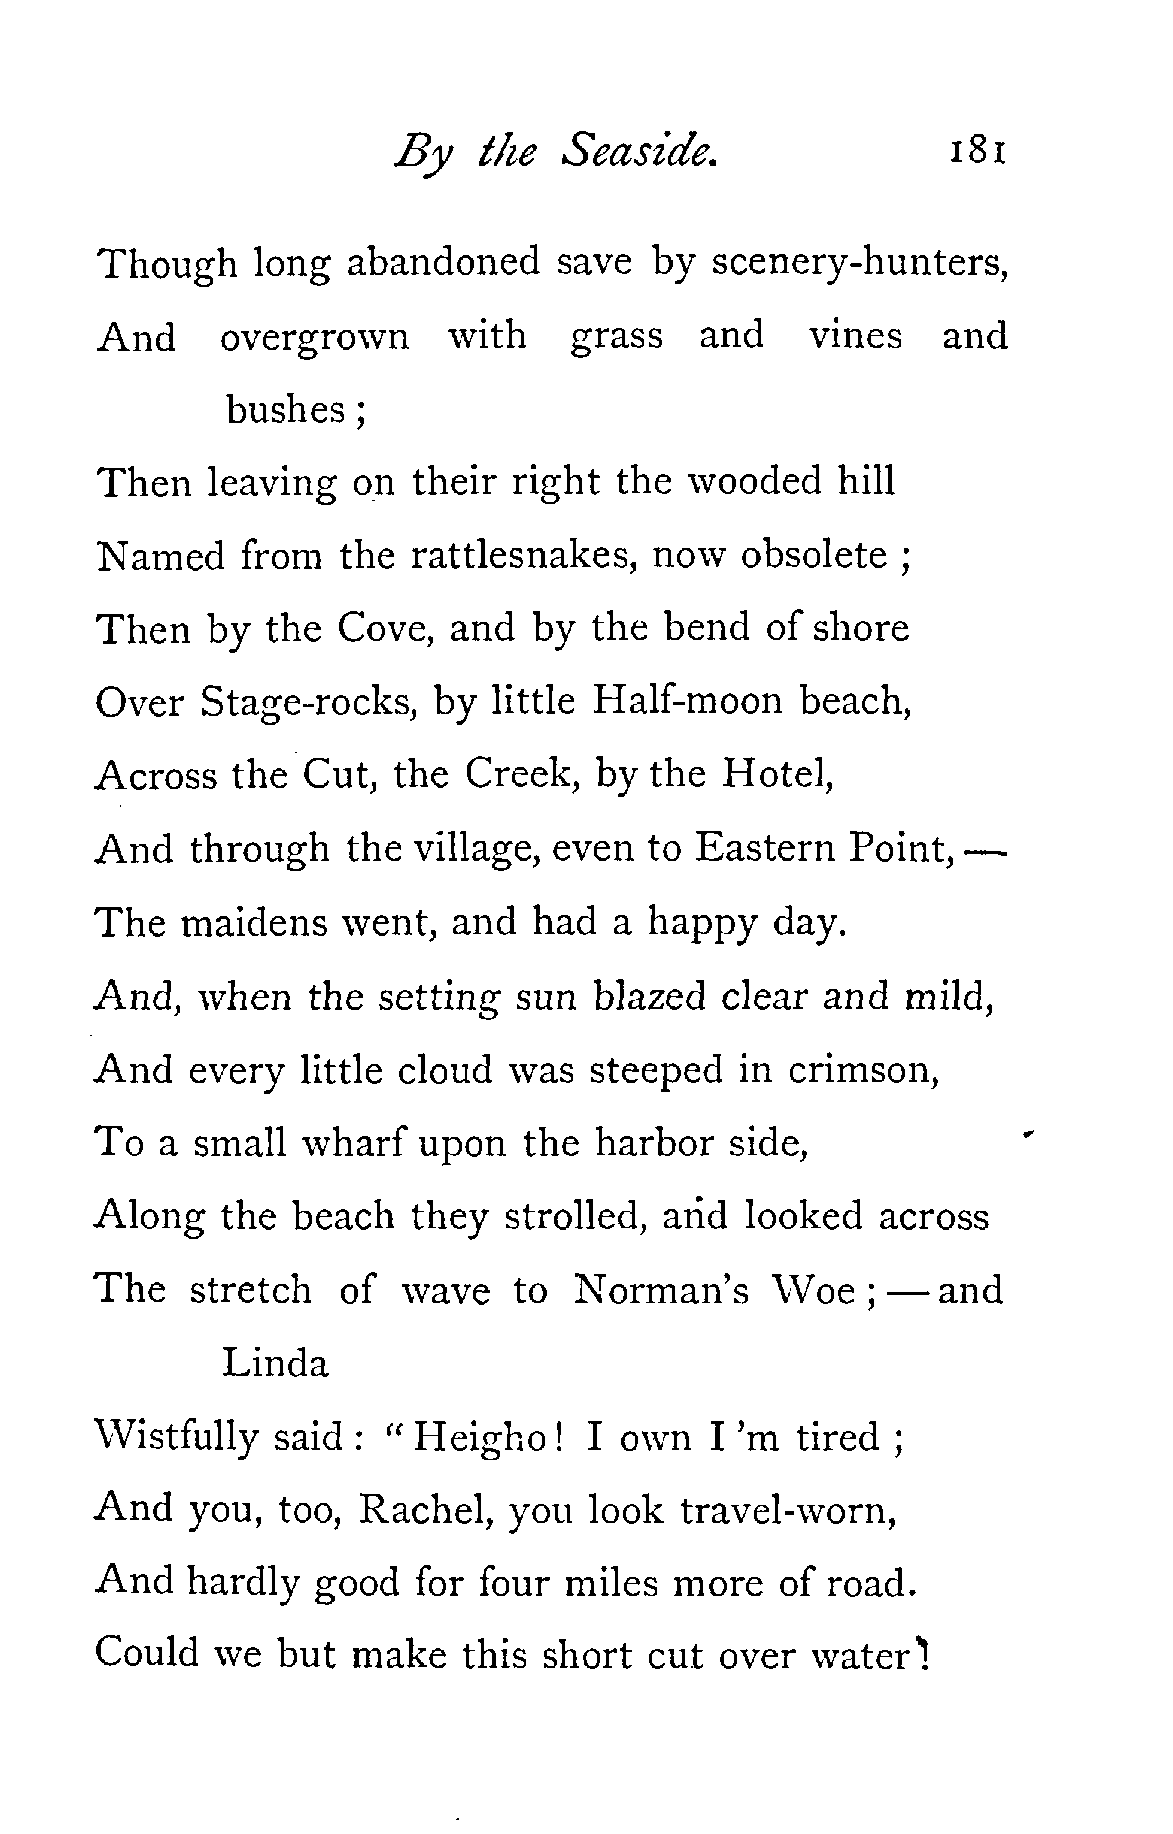 By the Seaside. 181
Though long abandoned save by scenery-hunters,
And overgrown with grass and vines and
bushes ;
Then leaving on their right the wooded hill
Named from the rattlesnakes, now obsolete ;
Then by the Cove, and by the bend of shore
Over Stage-rocks, by little Half-moon beach,
Across the Cut, the Creek, by the Hotel,
And through the village, even to Eastern Point, —
The maidens went, and had a happy day.
And, when the setting sun blazed clear and mild,
And every little cloud was steeped in crimson,
To a small wharf upon the harbor side,
Along the beach they strolled, and looked across
The stretch of wave to Norman's Woe ; — and
Linda
Wistfully said : “ Heigho ! I own I 'm tired ;
And you, too, Rachel, you look travel-worn,
And hardly good for four miles more of road.
Could we but make this short cut over water !